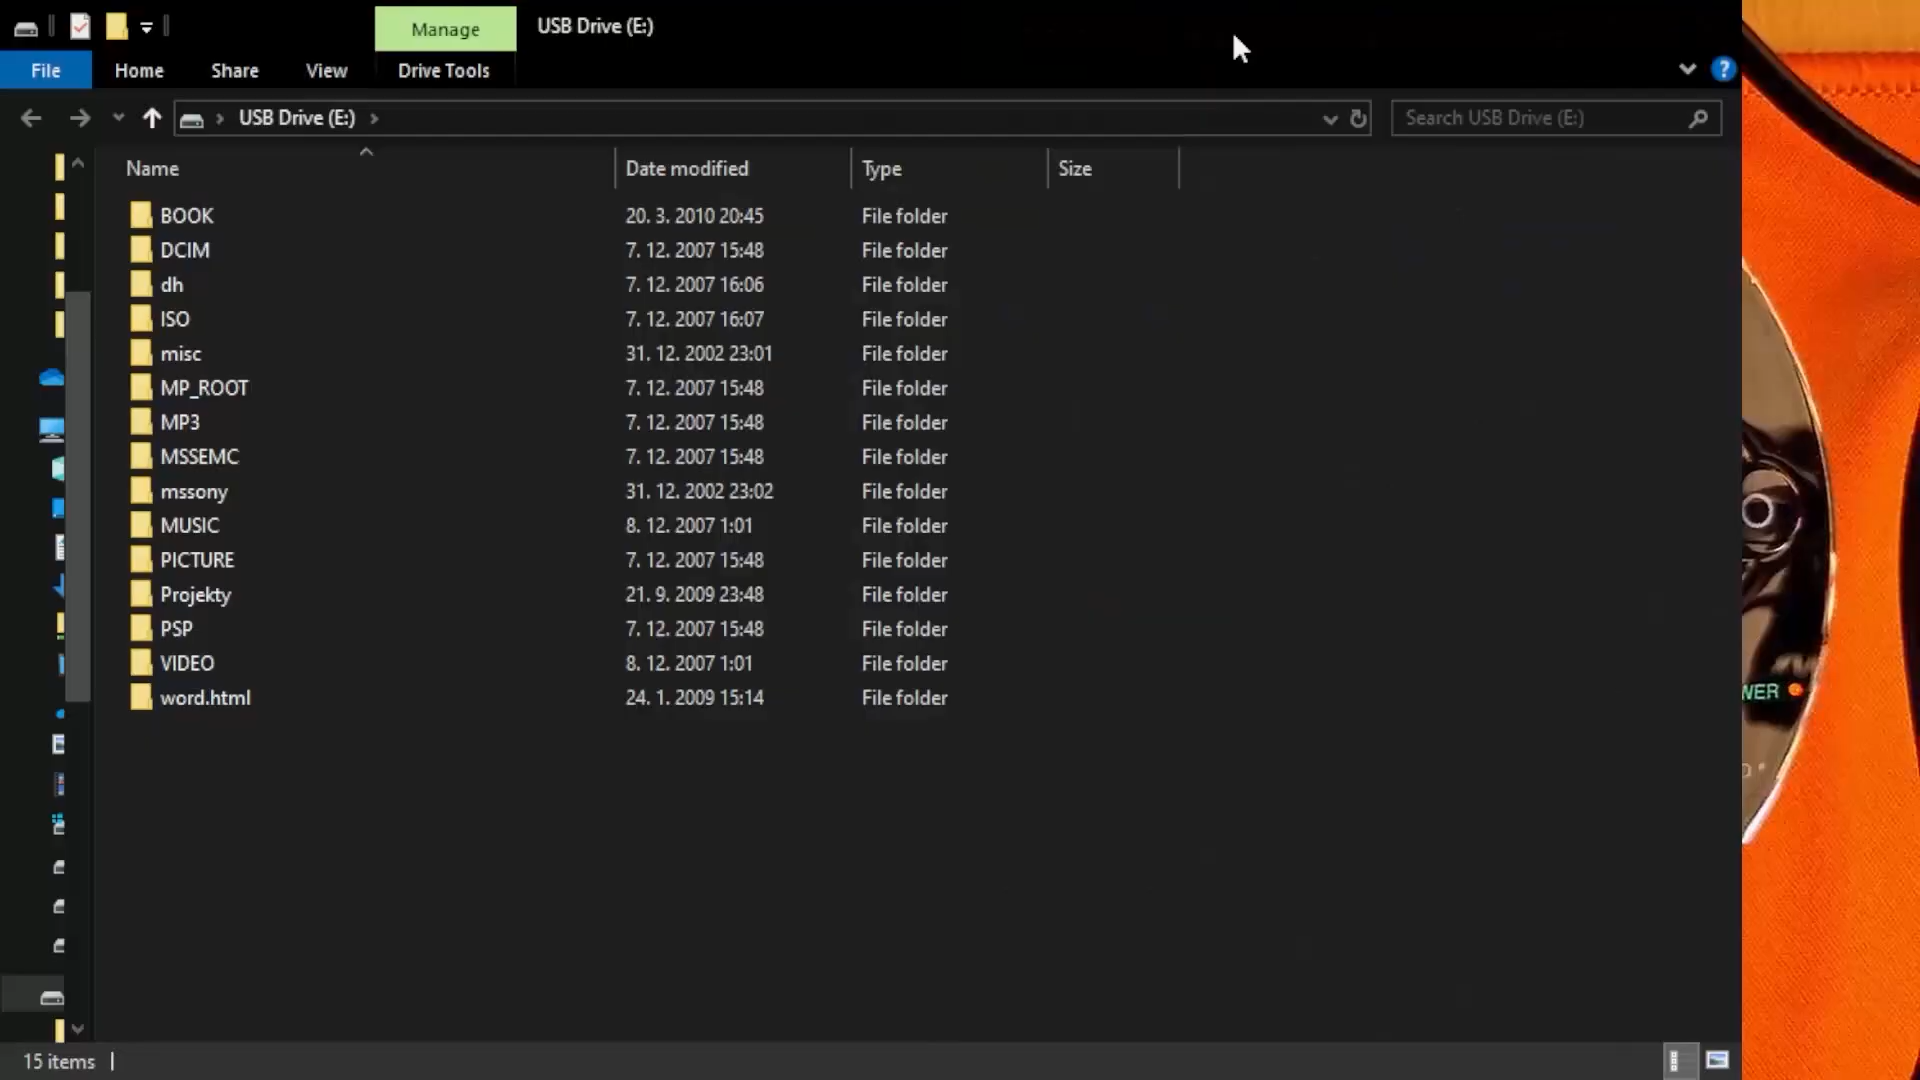 Manage
USB Drive (E:)
File
Home
Share
View
Drive Tools
?
USB Drive (E:)
Search USB Drive (E:)
Name
Date modified
Type
Size
BOOK 20. 3. 2010 20:45 File folder
DCIM 7. 12. 2007 15:48 File folder
dh 7. 12. 2007 16:06 File folder
ISO 7. 12. 2007 16:07 File folder
misc 31. 12. 2002 23:01 File folder
MP_ROOT 7. 12. 2007 15:48 File folder
MP3 7. 12. 2007 15:48 File folder
MSSEMC 7. 12. 2007 15:48 File folder
mssony 31. 12. 2002 23:02 File folder
MUSIC 8. 12. 2007 1:01 File folder
PICTURE 7. 12. 2007 15:48 File folder
Projekty 21. 9. 2009 23:48 File folder
PSP 7. 12. 2007 15:48 File folder
VIDEO 8. 12. 2007 1:01 File folder
word.html 24. 1. 2009 15:14 File folder
WER
15 items